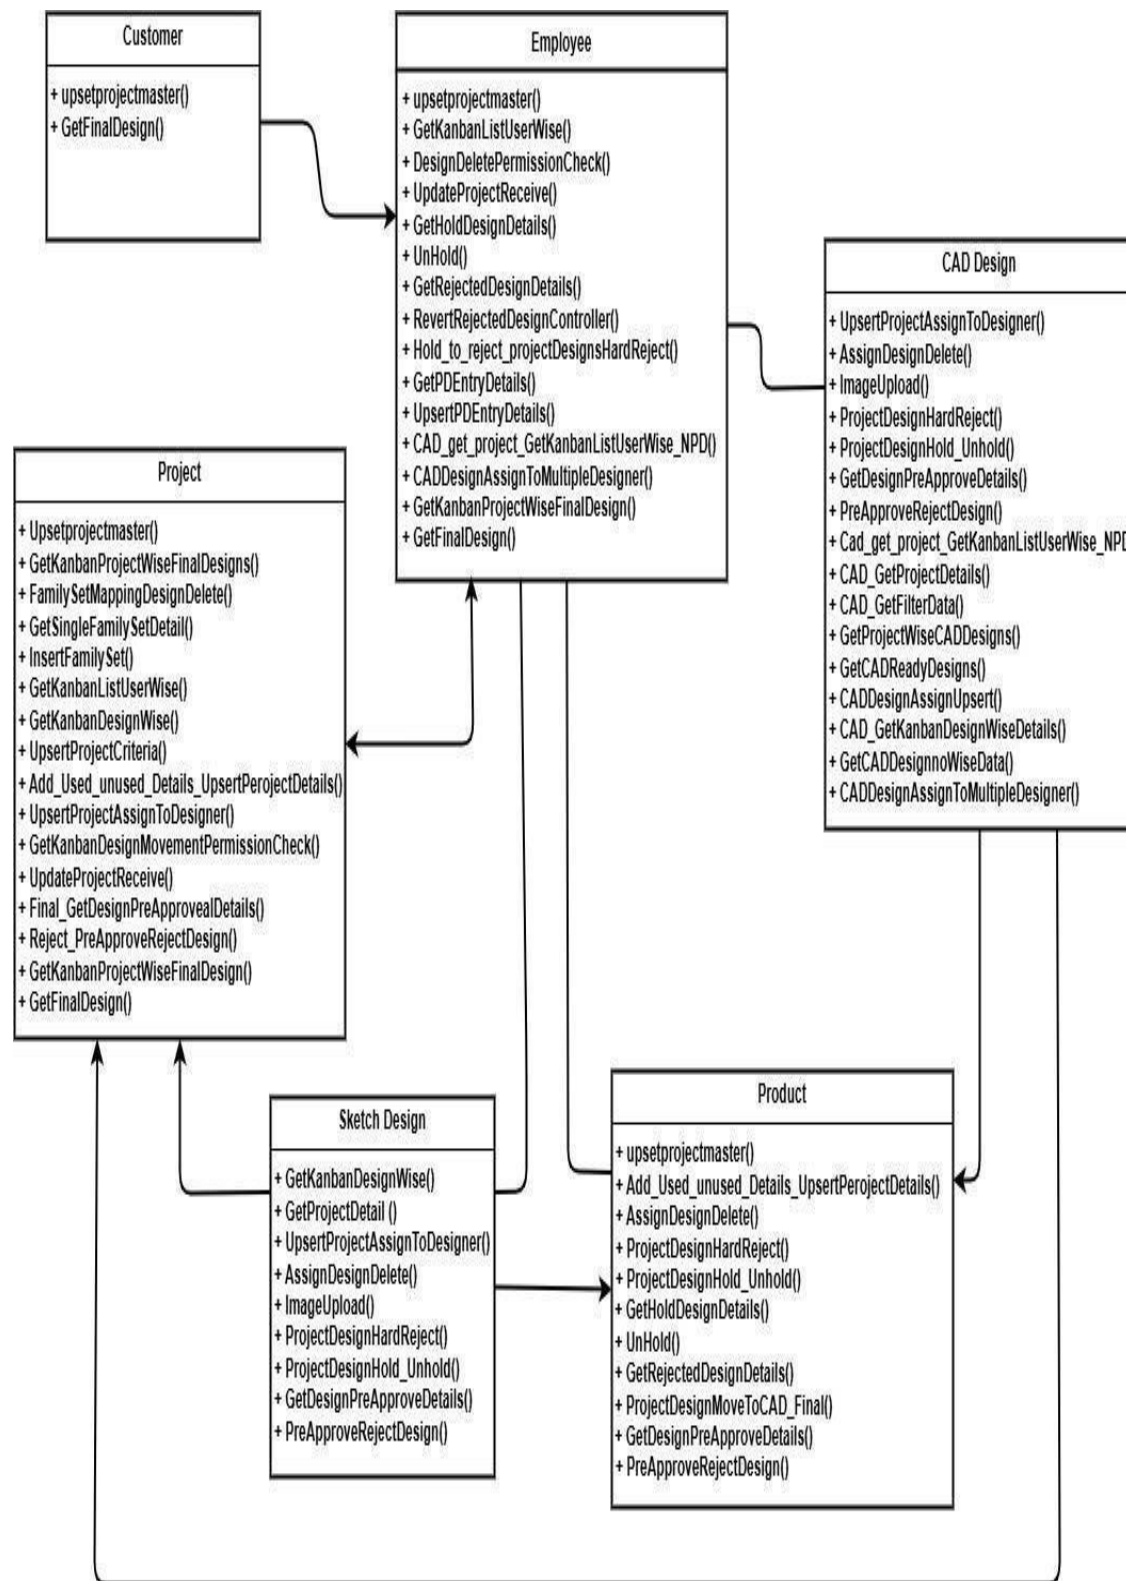 Customer
+ upsetprojectmaster()
+ GetFinalDesign()
Employee
+ upsetprojectmaster()
+ GetKanbanListUserWise()
+ DesignDeletePermissionCheck()
+ UpdateProjectReceive()
+ GetHoldDesignDetails()
+ UnHold()
+ GetRejectedDesignDetails()
+ RevertRejectedDesignController()
+ Hold_to_reject_projectDesignsHardReject()
+ GetPDEntryDetails()
+ UpsertPDEntryDetails()
+ CAD_get_project_GetKanbanListUserWise_NPD()
+ CADDesignAssignToMultipleDesigner()
+ GetKanbanProjectWiseFinalDesign()
+ GetFinalDesign()
CAD Design
+ UpsertProjectAssignToDesigner()
+ AssignDesignDelete()
+ ImageUpload()
+ ProjectDesignHardReject()
+ ProjectDesignHold_Unhold()
+ GetDesignPreApproveDetails()
+ PreApproveRejectDesign()
+ Cad_get_project_GetKanbanListUserWise_NPD
+ CAD_GetProjectDetails()
+ CAD_GetFilterData()
+ GetProjectWiseCADDesigns()
+ GetCADReadyDesigns()
+ CADDesignAssignUpsert()
+ CAD_GetKanbanDesignWiseDetails()
+ GetCADDesignnoWiseData()
+ CADDesignAssignToMultipleDesigner()
Project
+ Upsetprojectmaster()
+ GetKanbanProjectWiseFinalDesigns()
+ FamilySetMappingDesignDelete()
+ GetSingleFamilySetDetail()
+ InsertFamilySet()
+ GetKanbanListUserWise()
+ GetKanbanDesignWise()
+ UpsertProjectCriteria()
+ Add_Used_unused_Details_UpsertPerojectDetails()
+ UpsertProjectAssignToDesigner()
+ GetKanbanDesignMovementPermissionCheck()
+ UpdateProjectReceive()
+ Final_GetDesignPreApprovealDetails()
+ Reject_PreApproveRejectDesign()
+ GetKanbanProjectWiseFinalDesign()
+ GetFinalDesign()
Sketch Design
+ GetKanbanDesignWise()
+ GetProjectDetail ()
+ UpsertProjectAssignToDesigner()
+ AssignDesignDelete()
+ ImageUpload()
+ ProjectDesignHardReject()
+ ProjectDesignHold_Unhold()
+ GetDesignPreApproveDetails()
+ PreApproveRejectDesign()
Product
+ upsetprojectmaster()
+ Add_Used_unused_Details_UpsertPerojectDetails()
+ AssignDesignDelete()
+ ProjectDesignHardReject()
+ ProjectDesignHold_Unhold()
+ GetHoldDesignDetails()
+ UnHold()
+ GetRejectedDesignDetails()
+ ProjectDesignMoveToCAD_Final()
+ GetDesignPreApproveDetails()
+ PreApproveRejectDesign()